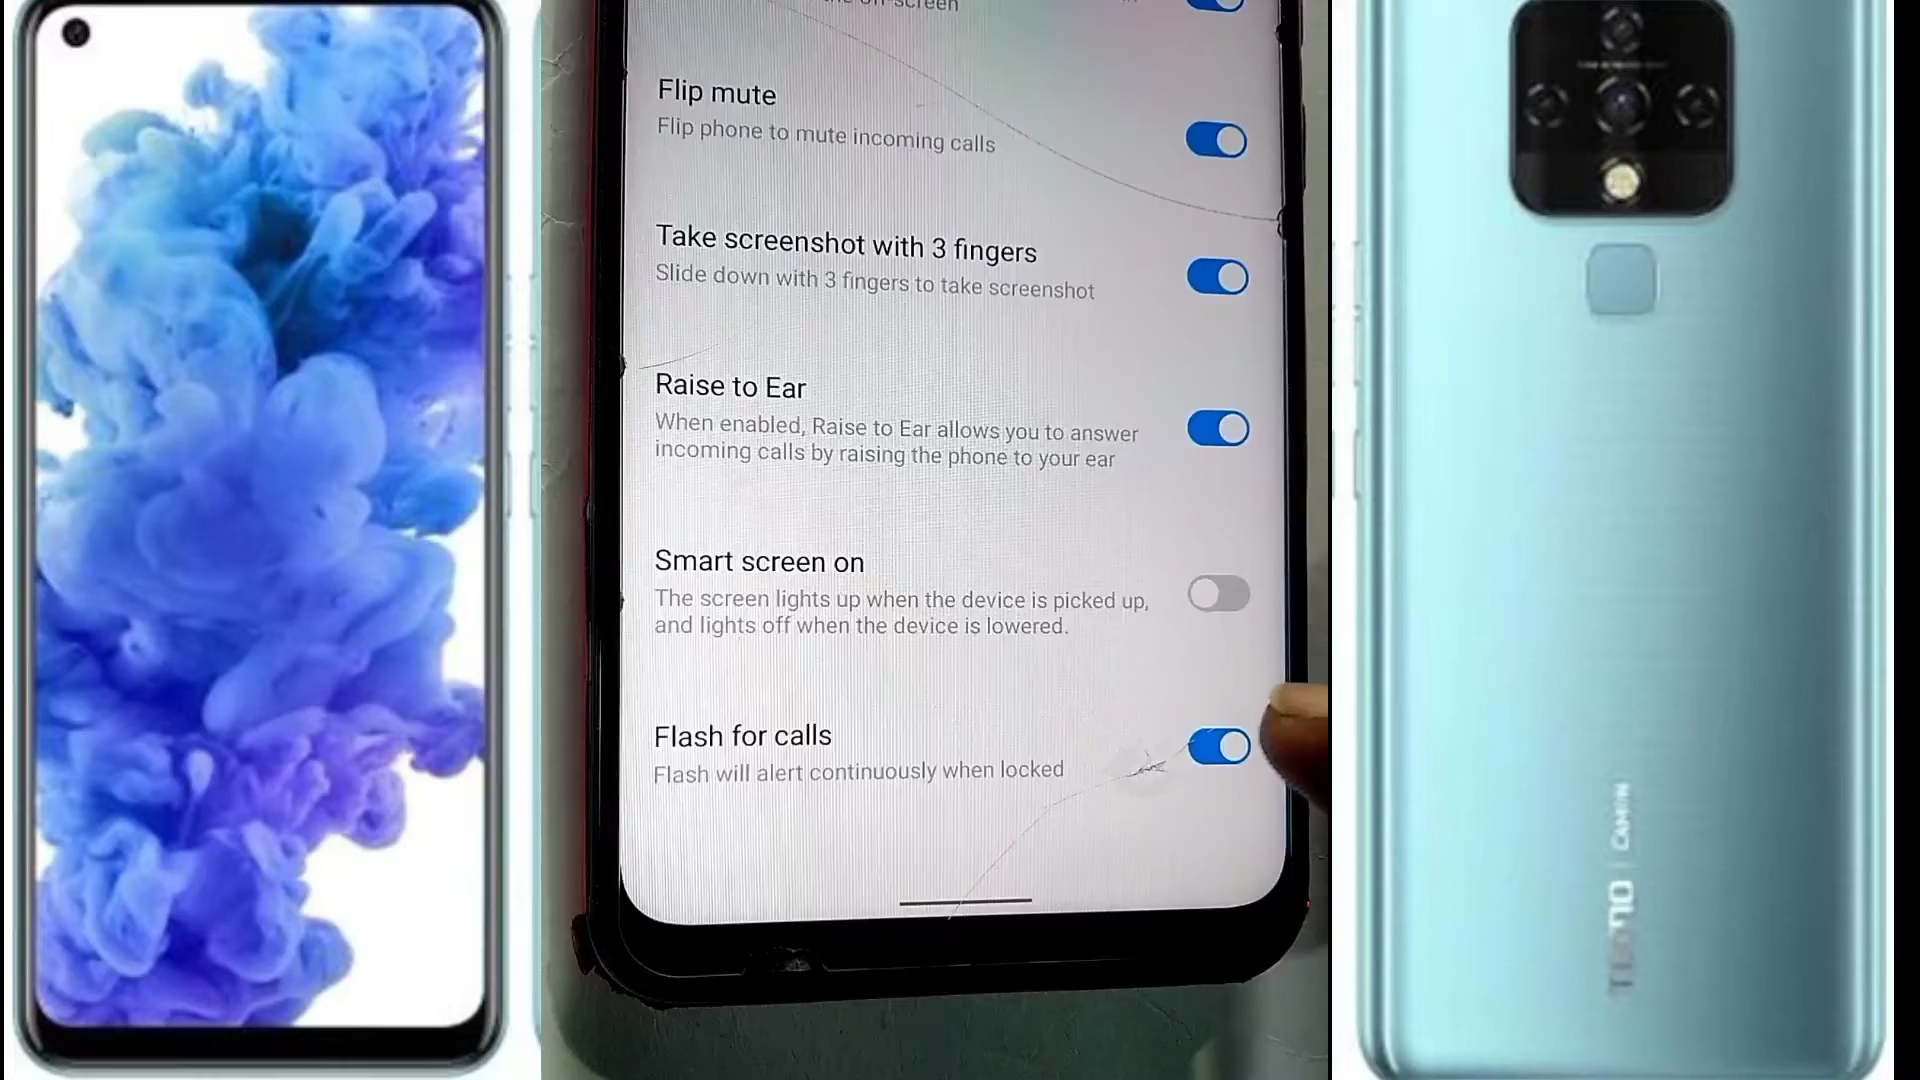 Flip mute
Flip phone to mute incoming calls
Take screenshot with 3 fingers
Slide down with 3 fingers to take screenshot
Raise to Ear
When enabled, Raise to Ear allows you to answer
incoming calls by raising the phone to your ear
Smart screen on
The screen lights up when the device is picked up,
and lights off when the device is lowered.
Flash for calls
Flash will alert continuously when locked
TECNO | CAMON